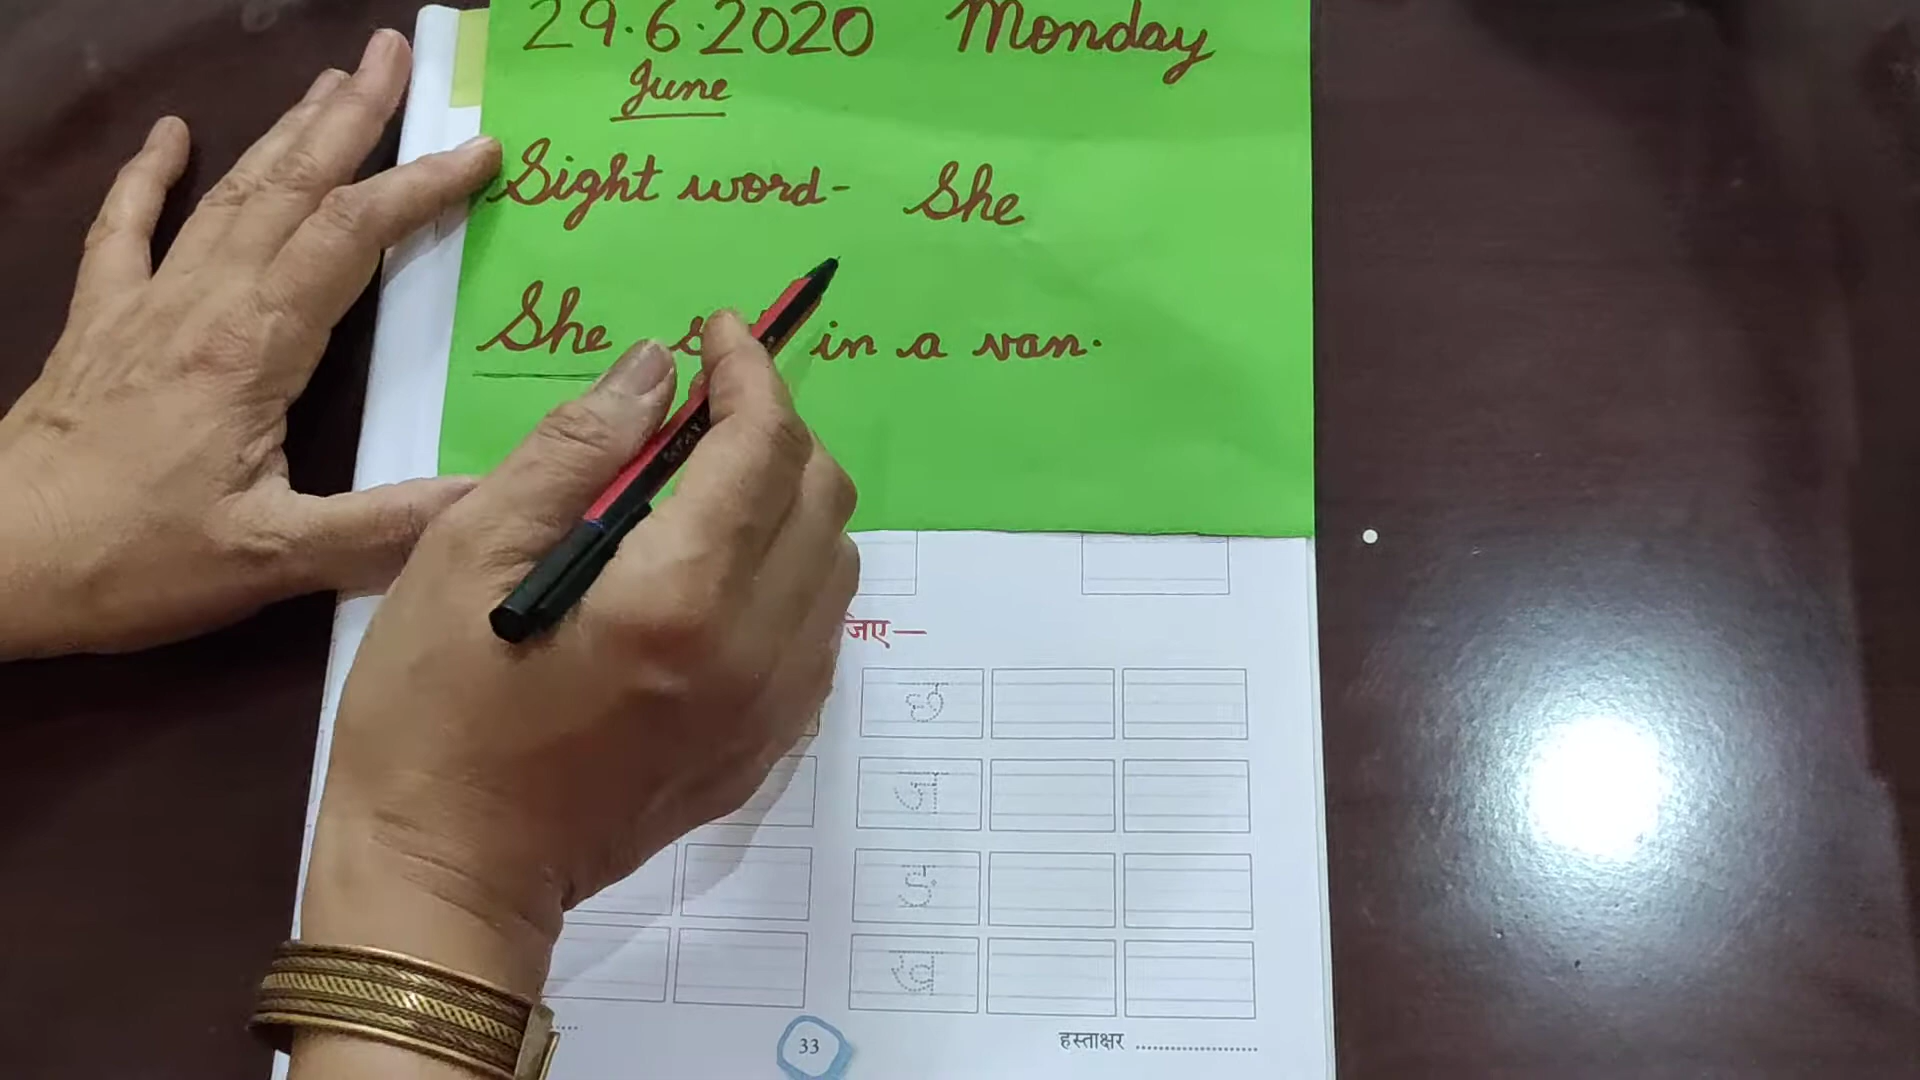 29.6.2020 Monday
June
Sight word- She
She in a van.
जिए—
छ
ज
ङ
ख
33
हस्ताक्षर ....................